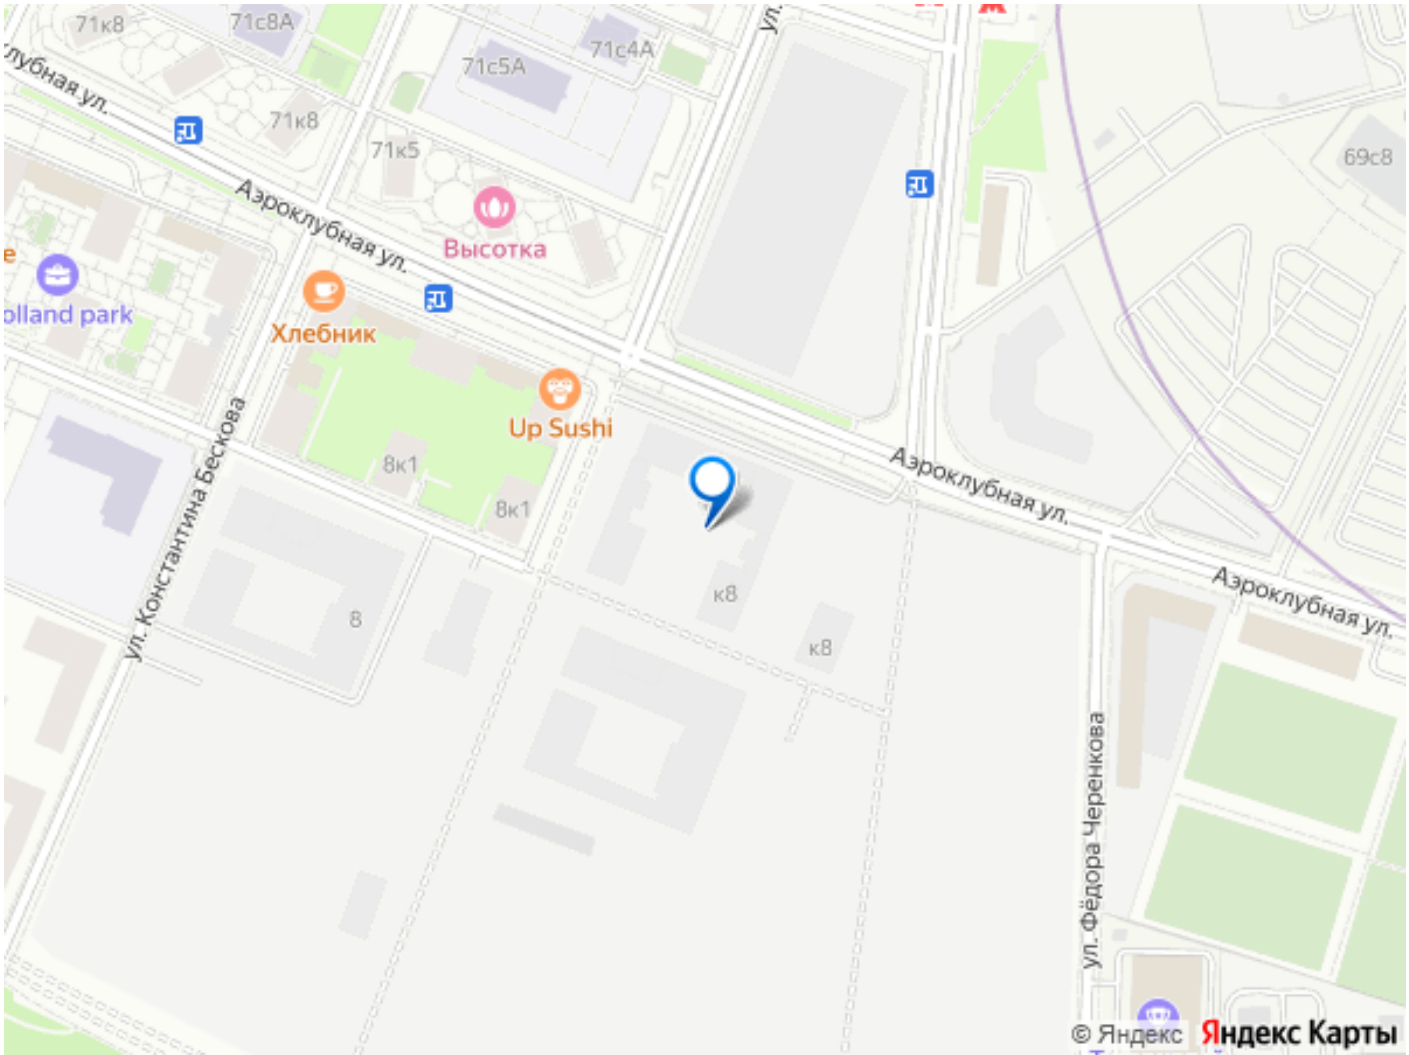 71к8
71с8А
71с5А
71с4А
ул.
71к8
71к5
69с8
Аэроклубная ул.
Высотка
olland park
Хлебник
Up Sushi
8к1
8к1
Аэроклубная ул.
ул. Константина Бескова
Аэроклубная ул.
8
к8
к8
ул. Фёдора Черенкова
© Яндекс
Яндекс Карты